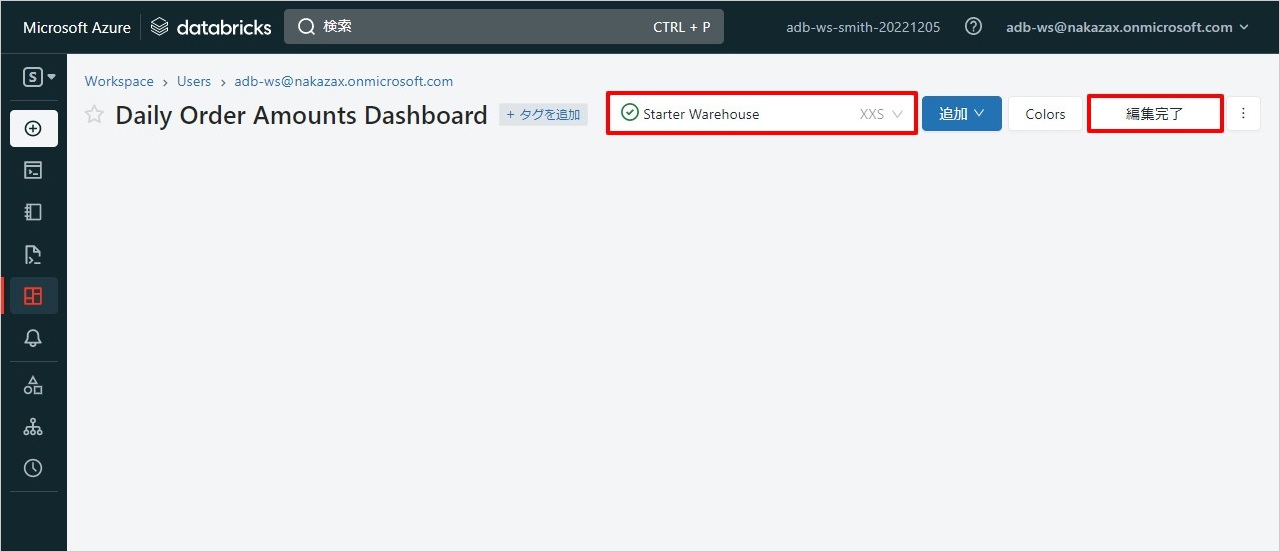 Microsoft Azure databricks 検索 CTRL + P adb-ws-smith-20221205 adb-ws@nakazax.onmicrosoft.com
S
Workspace › Users › adb-ws@nakazax.onmicrosoft.com
Daily Order Amounts Dashboard + タグを追加 Starter Warehouse XXS 追加 Colors 編集完了